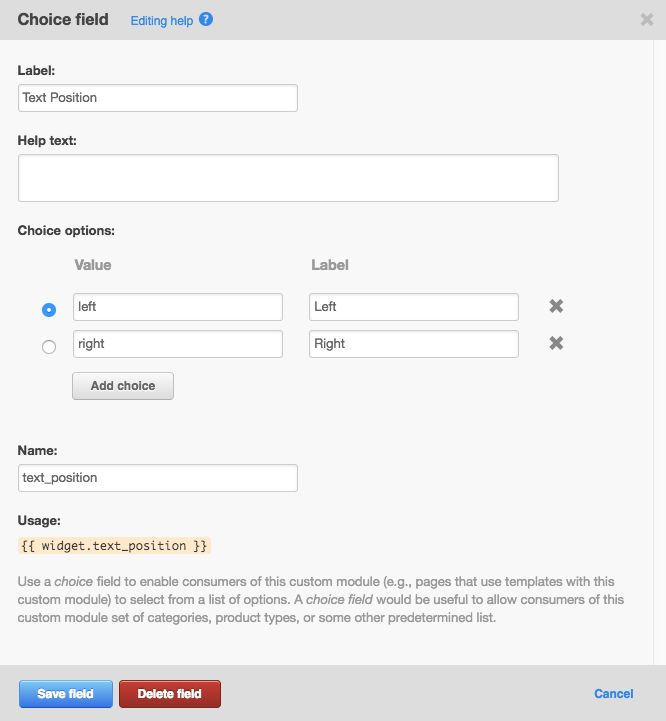 Choice field Editing help ?
Label:
Text Position
Help text:
Choice options:
Value Label
left Left
right Right
Add choice
Name:
text_position
Usage:
{{ widget.text_position }}
Use a choice field to enable consumers of this custom module (e.g., pages that use templates with this
custom module) to select from a list of options. A choice field would be useful to allow consumers of this
custom module set of categories, product types, or some other predetermined list.
Save field Delete field Cancel